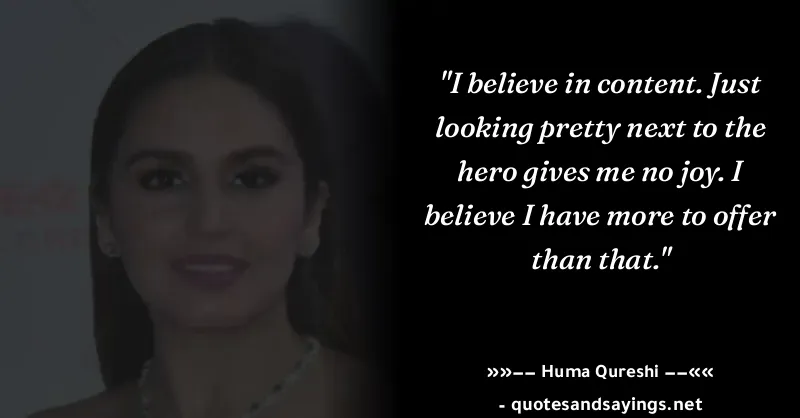 "I believe in content. Just
looking pretty next to the
hero gives me no joy. I
believe I have more to offer
than that."
»»−− Huma Qureshi −−««
- quotesandsayings.net